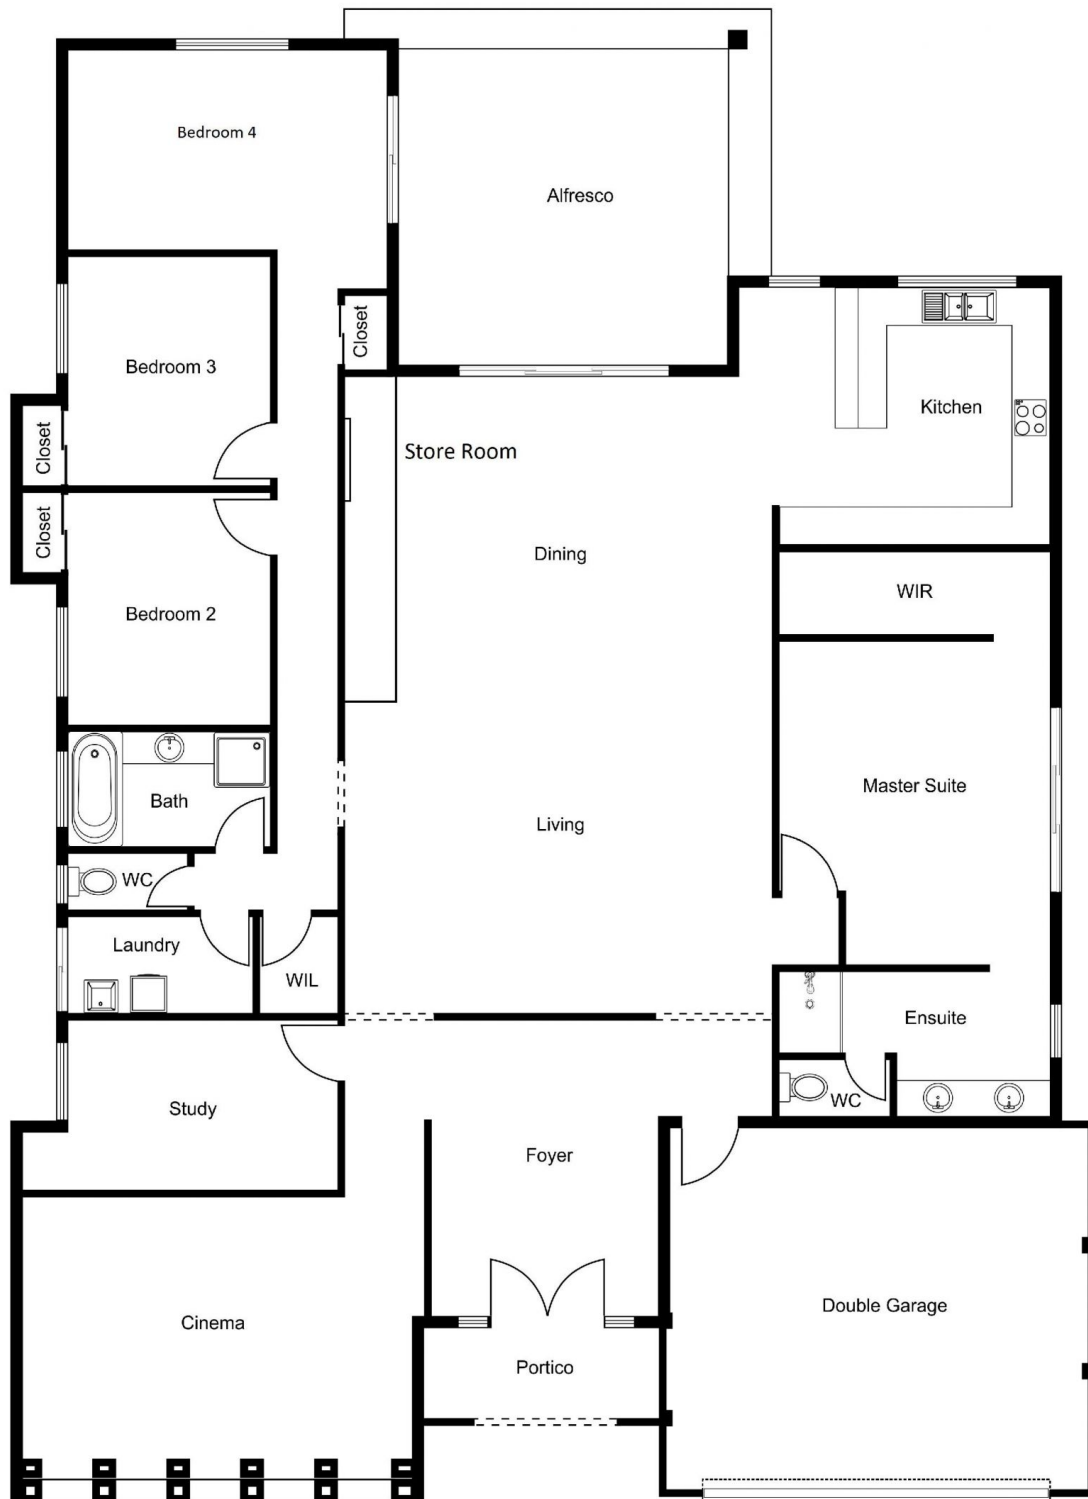 Bedroom 4
Alfresco
Closet
Bedroom 3
Kitchen
Closet
Store Room
Closet
Dining
WIR
Bedroom 2
Master Suite
Bath
Living
WC
Laundry
WIL
Ensuite
WC
Study
Foyer
Double Garage
Cinema
Portico